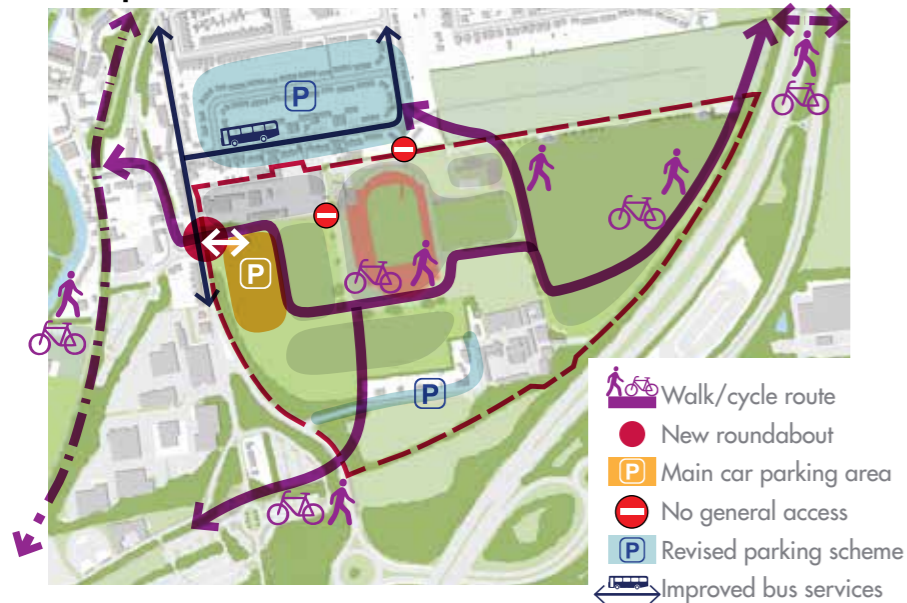 P
P
P
Walk/cycle route
New roundabout
P Main car parking area
No general access
P Revised parking scheme
Improved bus services